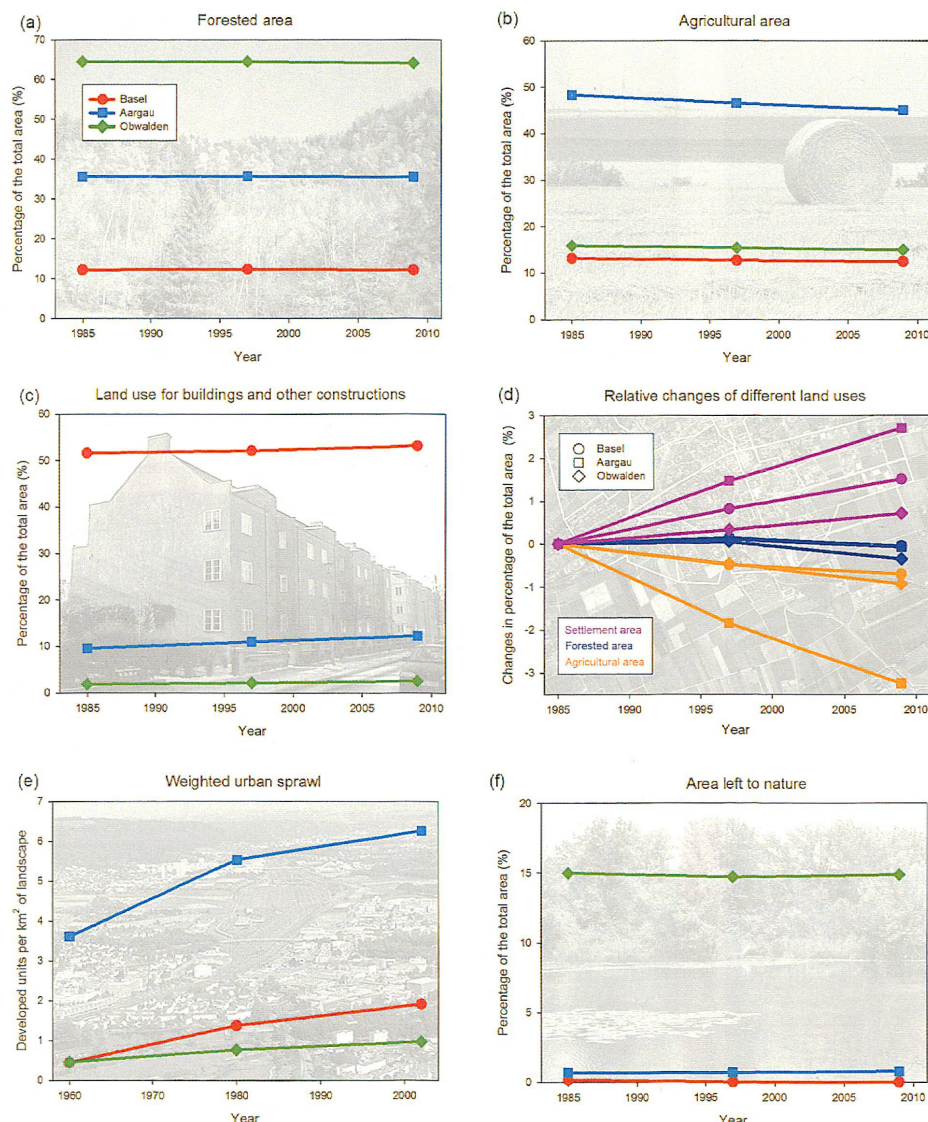 (a)
Forested area
Percentage of the total area (%)
70
60
50
40
30
20
10
0
Basel
Aargau
Obwalden
1985
1990
1995
2000
2005
2010
Year
(b)
Agricultural area
Percentage of the total area (%)
60
50
40
30
20
10
0
1985
1990
1995
2000
2005
2010
Year
(c)
Land use for buildings and other constructions
Percentage of the total area (%)
60
50
40
30
20
10
0
1985
1990
1995
2000
2005
2010
Year
(d)
Relative changes of different land uses
Changes in percentage of the total area (%)
3
2
1
0
-1
-2
-3
Basel
Aargau
Obwalden
Settlement area
Forested area
Agricultural area
1985
1990
1995
2000
2005
2010
Year
(e)
Weighted urban sprawl
Developed units per km² of landscape
7
6
5
4
3
2
1
0
1960
1970
1980
1990
2000
Year
(f)
Area left to nature
Percentage of the total area (%)
20
15
10
5
0
1985
1990
1995
2000
2005
2010
Year